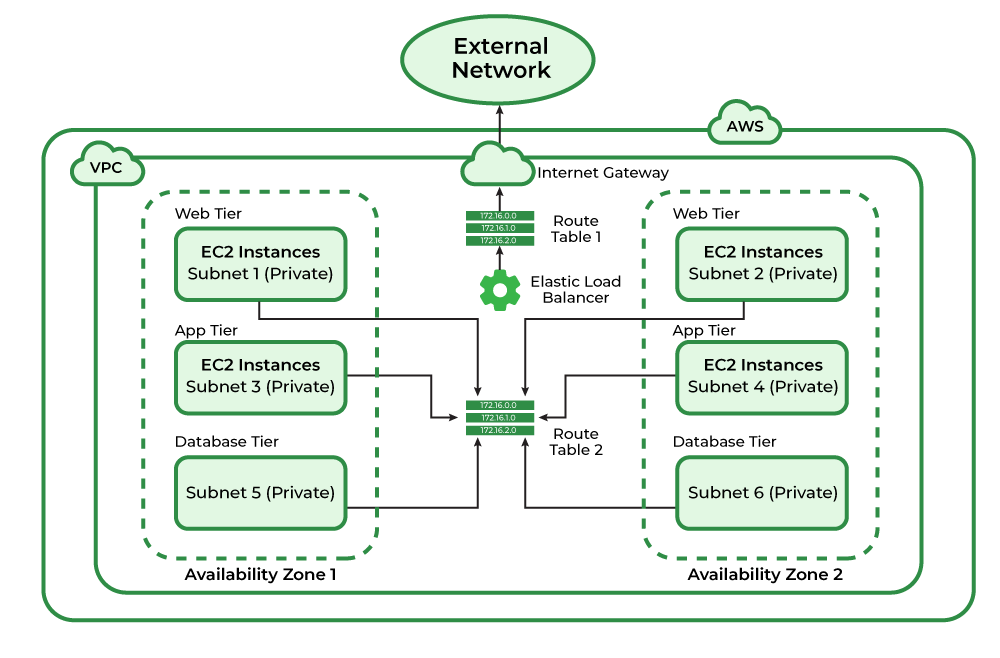 External
Network
AWS
VPC
Internet Gateway
Web Tier
EC2 Instances
Subnet 1 (Private)
App Tier
EC2 Instances
Subnet 3 (Private)
Database Tier
Subnet 5 (Private)
Availability Zone 1
172.16.0.0
172.16.1.0
172.16.2.0
Route
Table 1
Elastic Load
Balancer
172.16.0.0
172.16.1.0
172.16.2.0
Route
Table 2
Web Tier
EC2 Instances
Subnet 2 (Private)
App Tier
EC2 Instances
Subnet 4 (Private)
Database Tier
Subnet 6 (Private)
Availability Zone 2